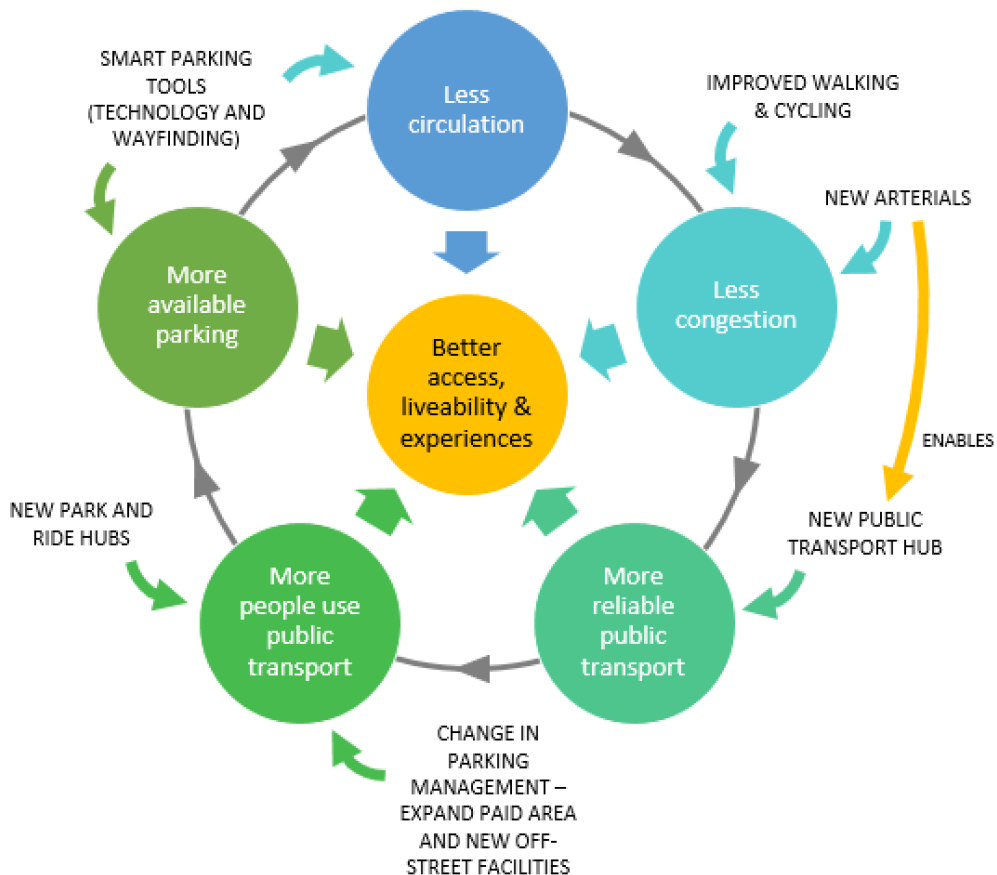 SMART PARKING
TOOLS
(TECHNOLOGY AND
WAYFINDING)
Less
circulation
IMPROVED WALKING
& CYCLING
NEW ARTERIALS
More
available
parking
Less
congestion
Better
access,
liveability &
experiences
ENABLES
NEW PARK AND
RIDE HUBS
NEW PUBLIC
TRANSPORT HUB
More
people use
public
transport
More
reliable
public
transport
CHANGE IN
PARKING
MANAGEMENT –
EXPAND PAID AREA
AND NEW OFF-
STREET FACILITIES